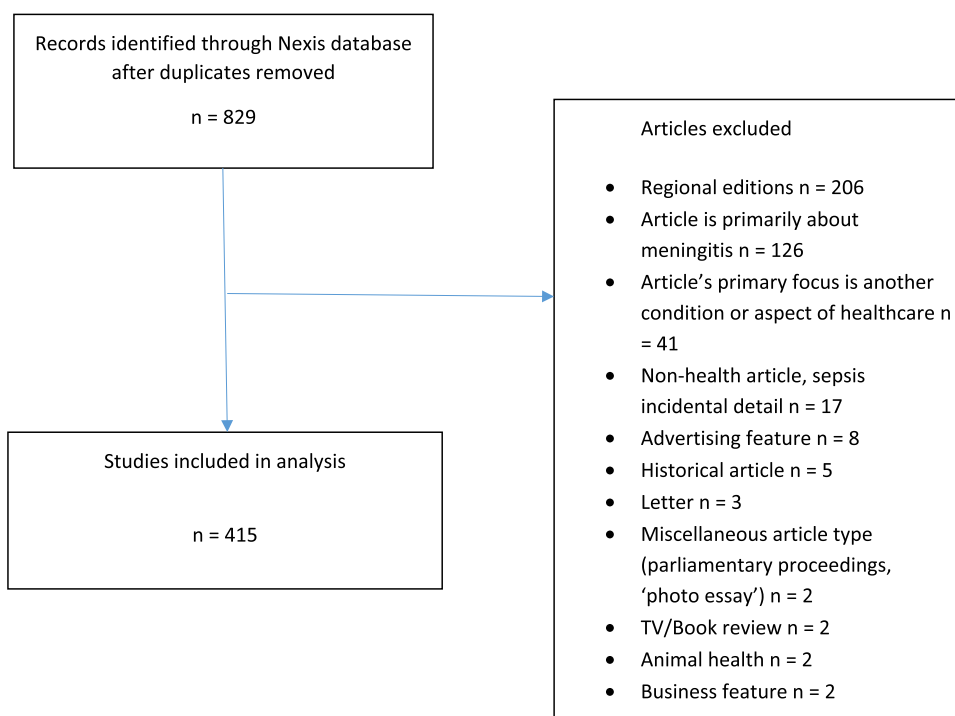 Records identified through Nexis database
after duplicates removed
n = 829
Articles excluded
• Regional editions n = 206
• Article is primarily about
meningitis n = 126
• Article’s primary focus is another
condition or aspect of healthcare n
= 41
• Non-health article, sepsis
incidental detail n = 17
• Advertising feature n = 8
• Historical article n = 5
• Letter n = 3
• Miscellaneous article type
(parliamentary proceedings,
‘photo essay’) n = 2
• TV/Book review n = 2
• Animal health n = 2
• Business feature n = 2
Studies included in analysis
n = 415